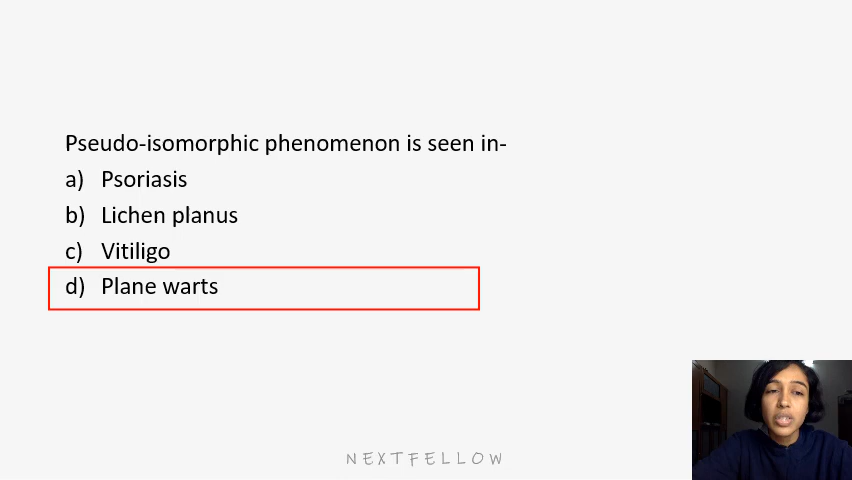 Pseudo-isomorphic phenomenon is seen in-
a) Psoriasis
b) Lichen planus
c) Vitiligo
d) Plane warts
NEXTFELLOW